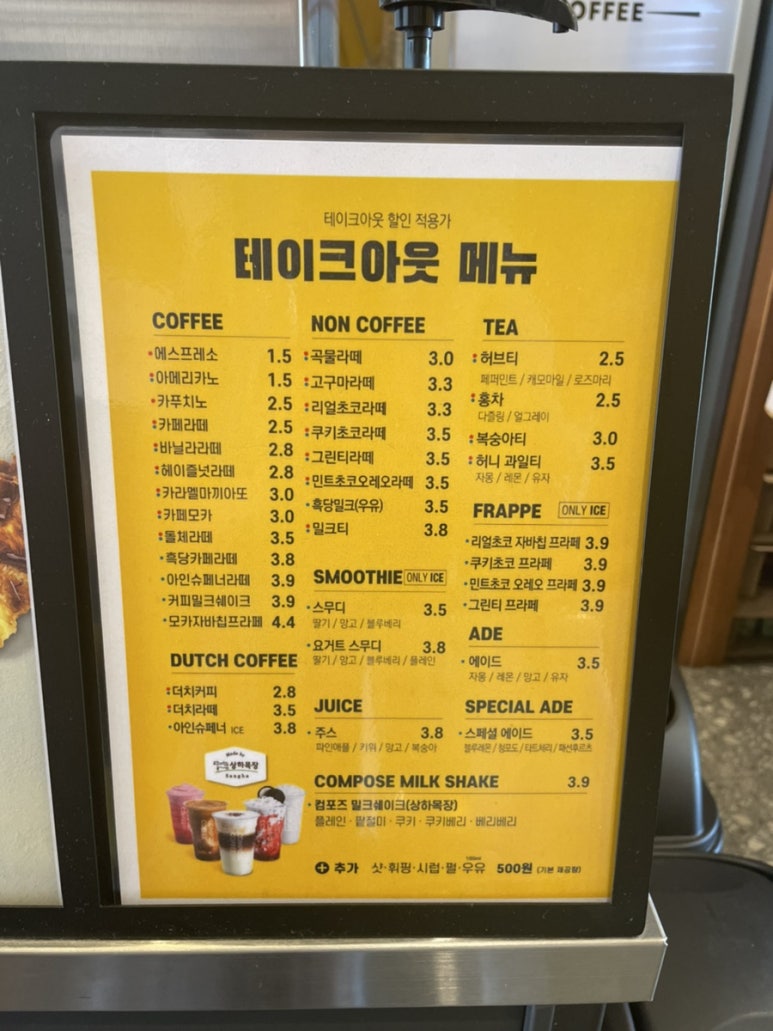 OFFEE
테이크아웃 할인 적용가
테이크아웃 메뉴
COFFEE
에스프레소 1.5
아메리카노 1.5
카푸치노 2.5
카페라떼 2.5
바닐라라떼 2.8
헤이즐넛라떼 2.8
카라멜마끼아또 3.0
카페모카 3.0
돌체라떼 3.5
흑당카페라떼 3.8
아인슈페너라떼 3.9
커피밀크쉐이크 3.9
모카자바칩프라페 4.4
DUTCH COFFEE
더치커피 2.8
더치라떼 3.5
아인슈페너 ICE 3.8
Made by
상하목장
Sangha
NON COFFEE
곡물라떼 3.0
고구마라떼 3.3
리얼초코라떼 3.3
쿠키초코라떼 3.5
그린티라떼 3.5
민트초코오레오라떼 3.5
흑당밀크(우유) 3.5
밀크티 3.8
SMOOTHIE ONLY ICE
스무디 3.5
딸기 / 망고 / 블루베리
요거트 스무디 3.8
딸기 / 망고 / 블루베리 / 플레인
JUICE
주스 3.8
파인애플 / 키위 / 망고 / 복숭아
TEA
허브티 2.5
페퍼민트 / 캐모마일 / 로즈마리
홍차 2.5
다즐링 / 얼그레이
복숭아티 3.0
허니 과일티 3.5
자몽 / 레몬 / 유자
FRAPPE ONLY ICE
리얼초코 자바칩 프라페 3.9
쿠키초코 프라페 3.9
민트초코 오레오 프라페 3.9
그린티 프라페 3.9
ADE
에이드 3.5
자몽 / 레몬 / 망고 / 유자
SPECIAL ADE
스페셜 에이드 3.5
블루레몬 / 청포도 / 타트체리 / 패션후르츠
COMPOSE MILK SHAKE 3.9
컴포즈 밀크쉐이크(상하목장)
플레인 · 팥절미 · 쿠키 · 쿠키베리 · 베리베리
추가 샷·휘핑·시럽·펄·우유 500원 (기본 제공량)